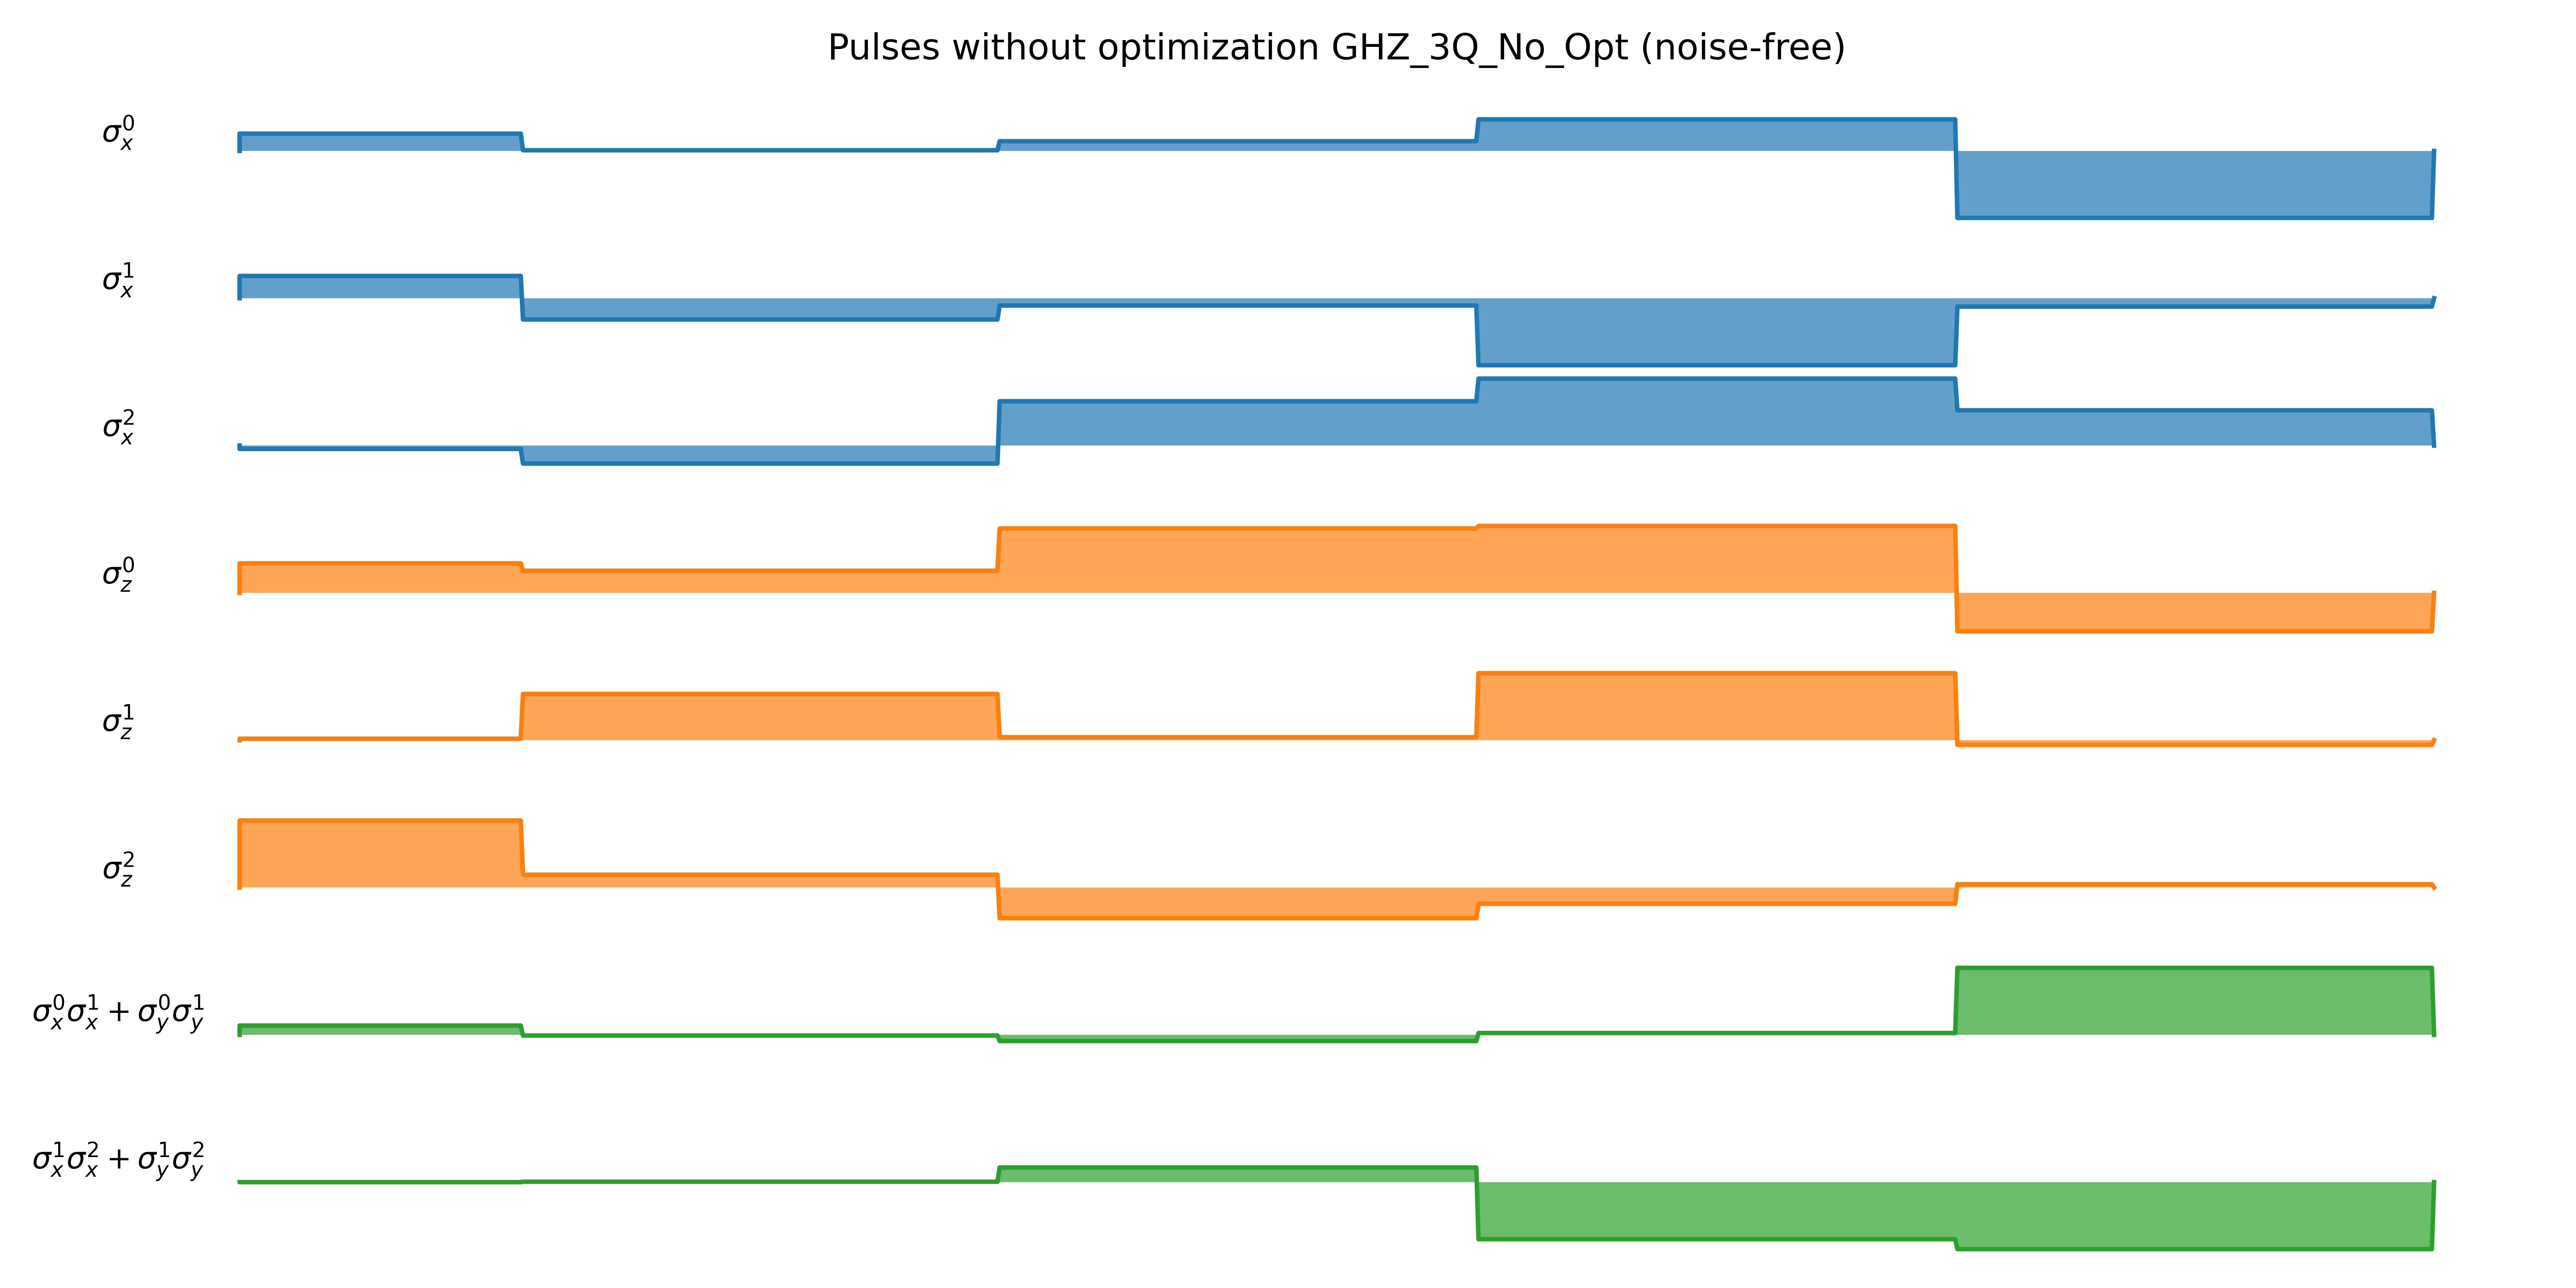 Pulses without optimization GHZ_3Q_No_Opt (noise-free)
σ_x^0
σ_x^1
σ_x^2
σ_z^0
σ_z^1
σ_z^2
σ_x^0σ_x^1 + σ_y^0σ_y^1
σ_x^1σ_x^2 + σ_y^1σ_y^2